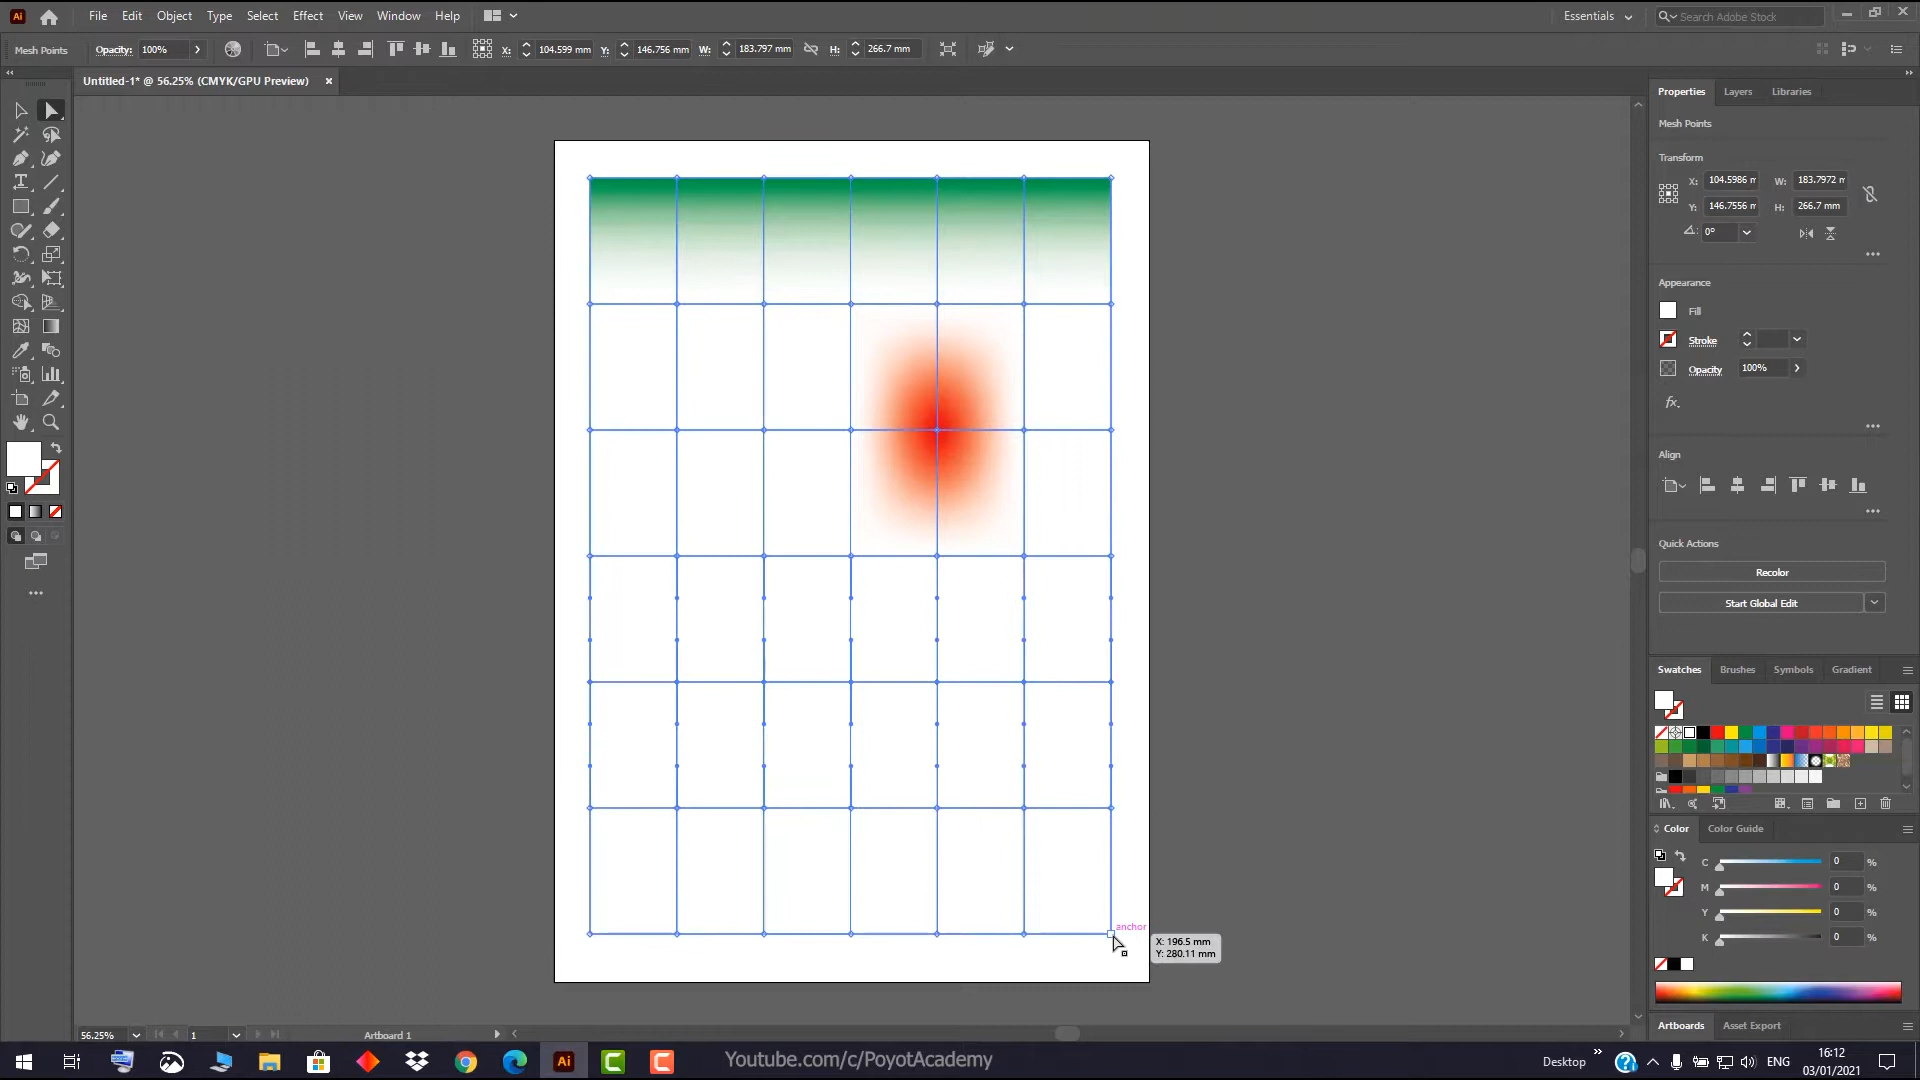 Ai
File
Edit
Object
Type
Select
Effect
View
Window
Help
Essentials
Search Adobe Stock
Mesh Points
Opacity:
100%
X:
104.599 mm
Y:
146.756 mm
W:
183.797 mm
H:
266.7 mm
Untitled-1* @ 56.25% (CMYK/GPU Preview)
Properties
Layers
Libraries
Mesh Points
Transform
X:
104.5986 m
W:
183.7972 m
Y:
146.7556 m
H:
266.7 mm
0°
Appearance
Fill
Stroke
Opacity
100%
fx.
Align
Quick Actions
Recolor
Start Global Edit
Swatches
Brushes
Symbols
Gradient
Color
Color Guide
C
0
%
M
0
%
Y
0
%
K
0
%
anchor
X: 196.5 mm
Y: 280.11 mm
Artboards
Asset Export
56.25%
1
Artboard 1
Ai
Youtube.com/c/PoyotAcademy
Desktop
ENG
16:12
03/01/2021